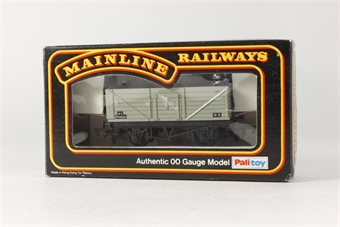 MAINLINE RAILWAYS
Authentic 00 Gauge Model
Palitoy